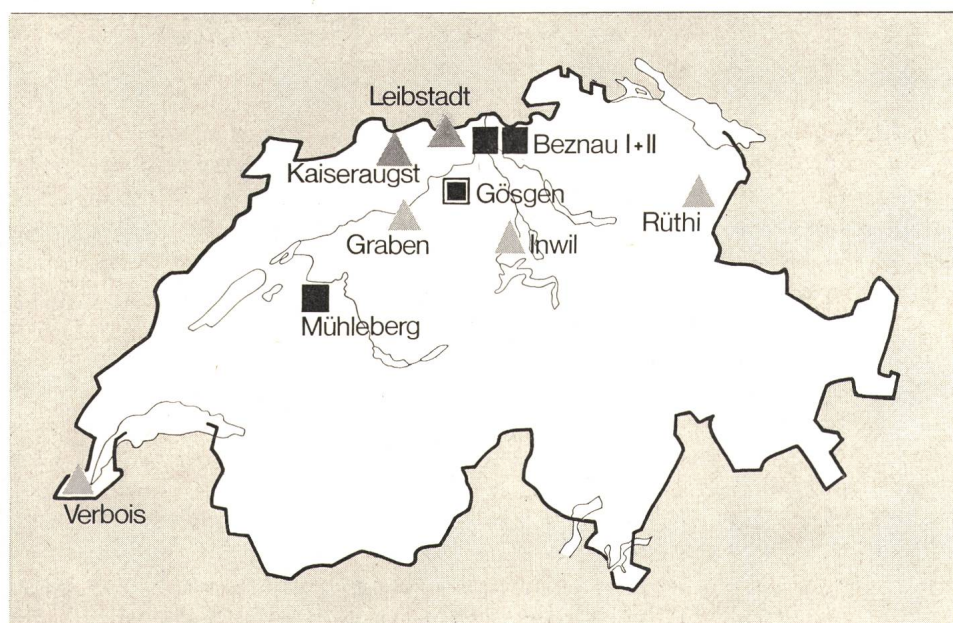 Leibstadt
Beznau I+II
Kaiseraugst
Gösgen
Rüthi
Graben
Inwil
Mühleberg
Verbois